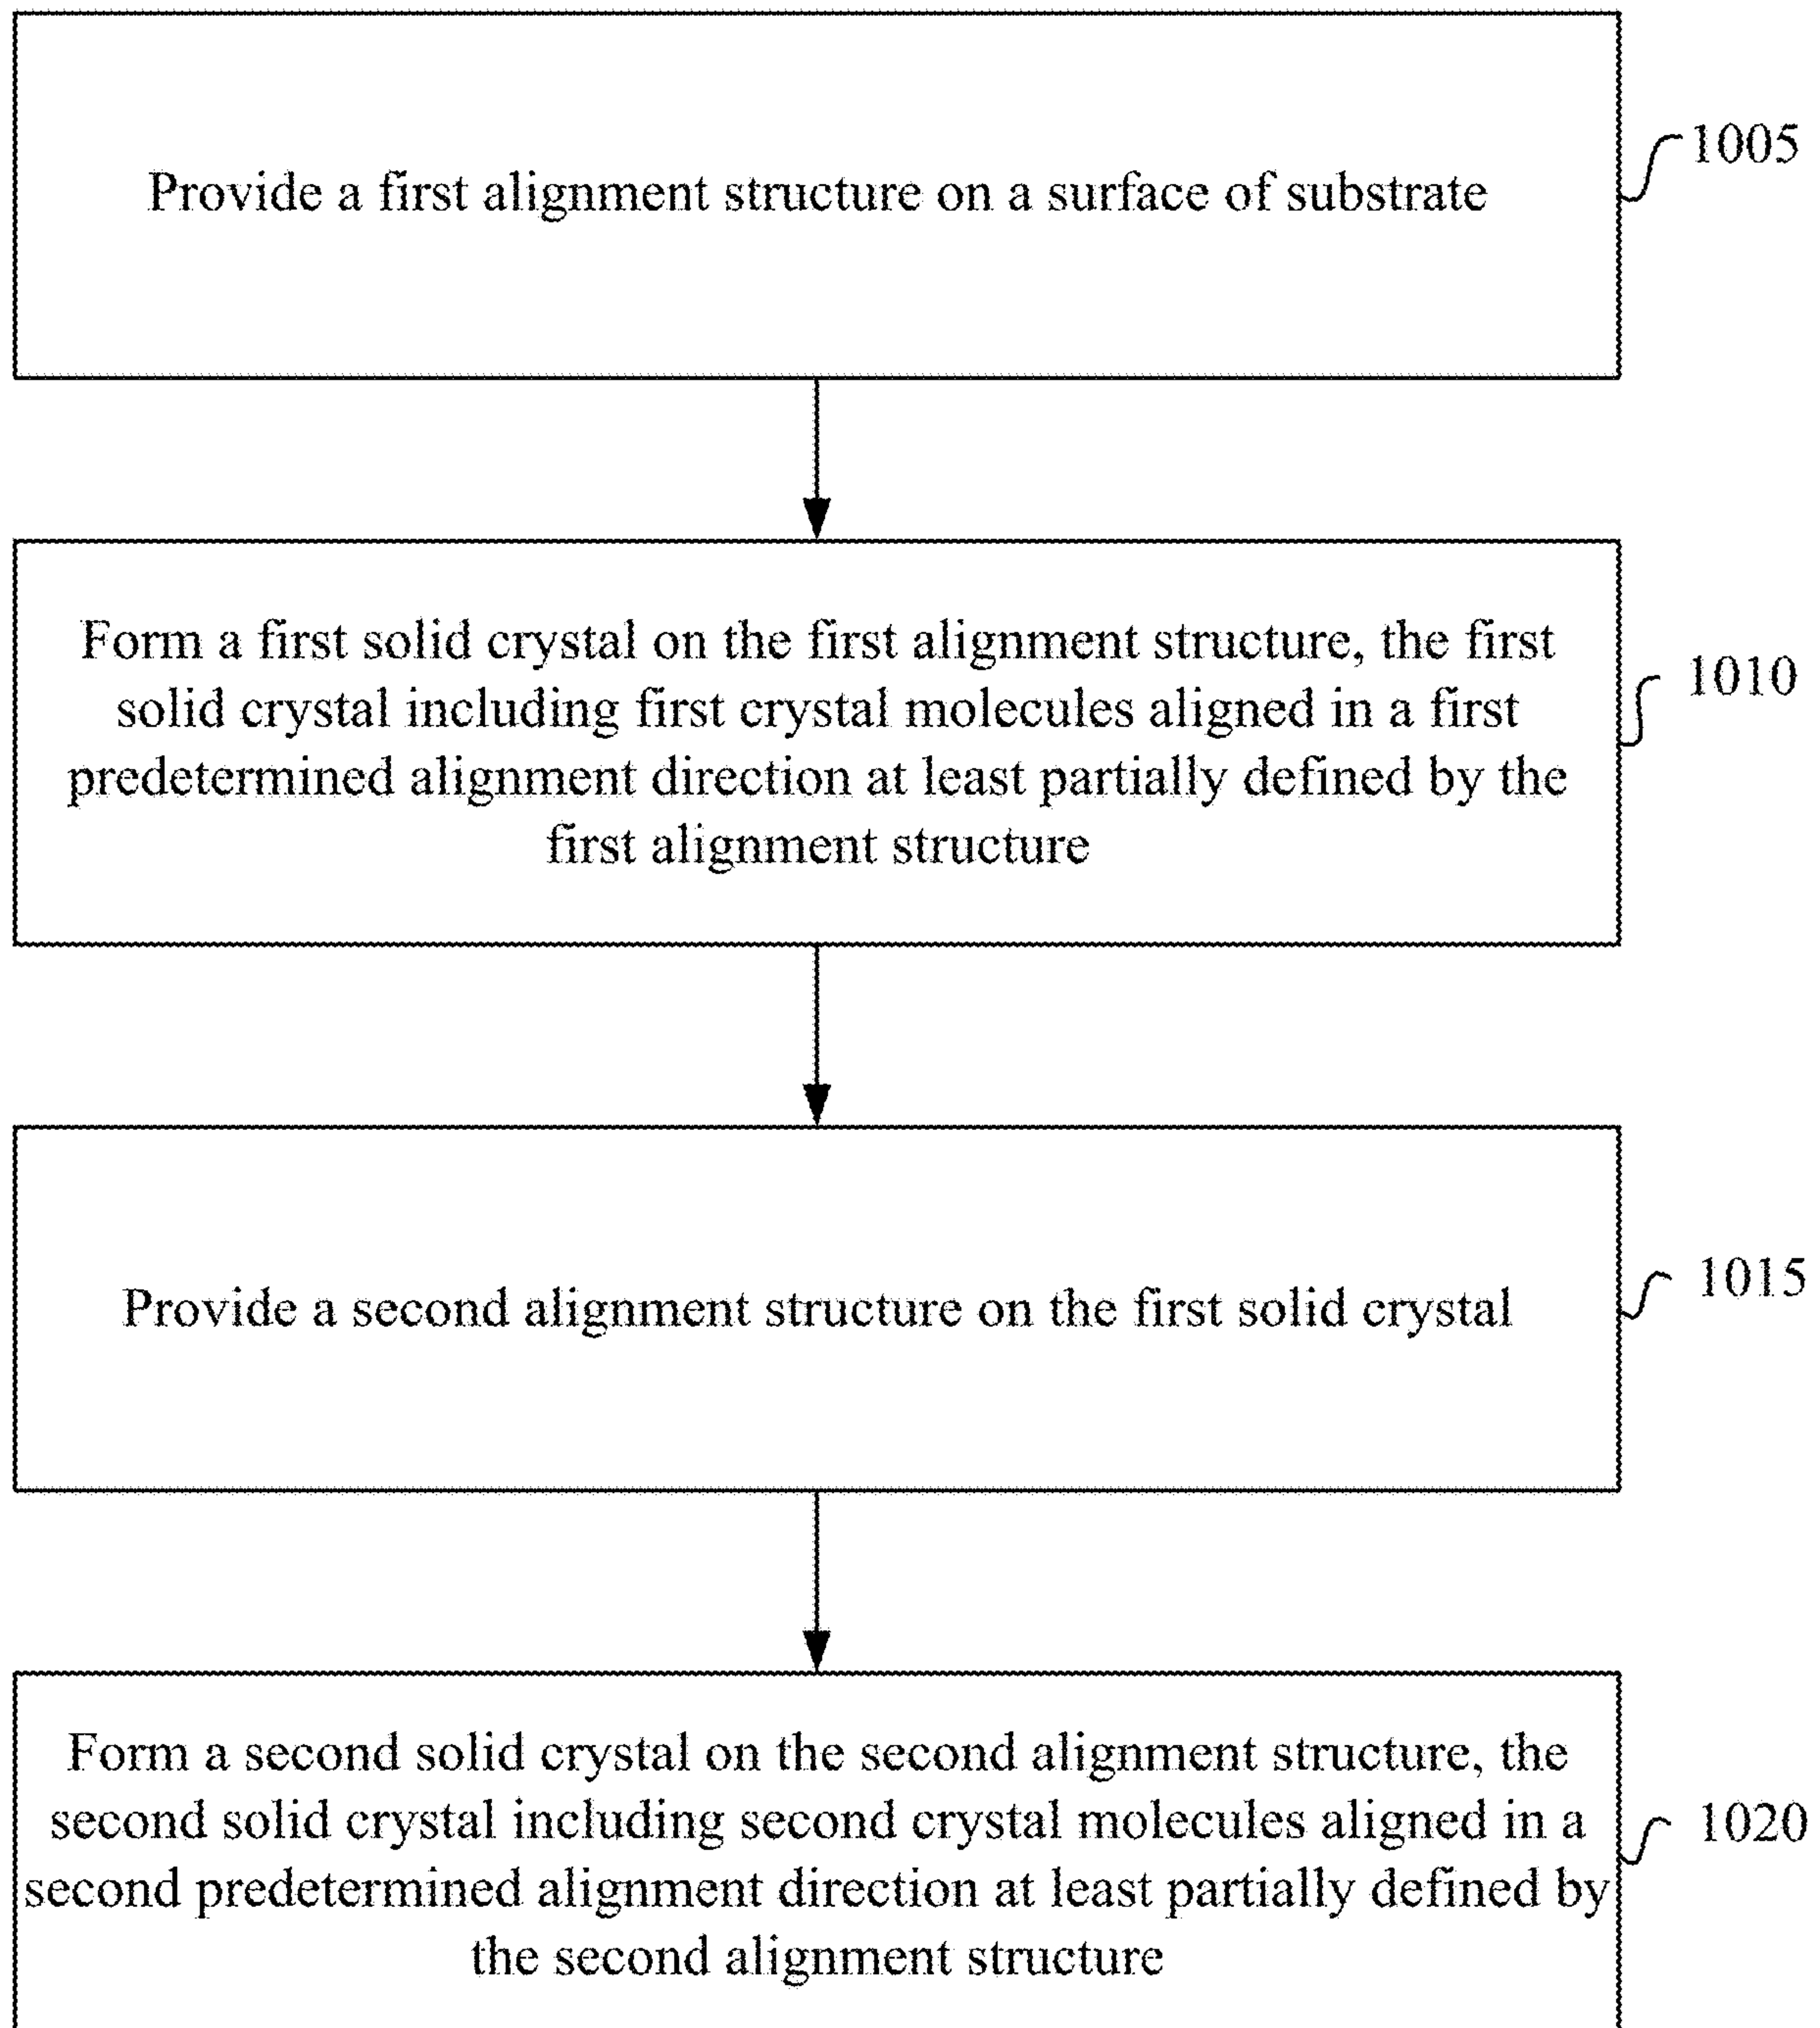 Provide a first alignment structure on a surface of substrate
1005
Form a first solid crystal on the first alignment structure, the first
solid crystal including first crystal molecules aligned in a first
predetermined alignment direction at least partially defined by the
first alignment structure
1010
Provide a second alignment structure on the first solid crystal
1015
Form a second solid crystal on the second alignment structure, the
second solid crystal including second crystal molecules aligned in a
second predetermined alignment direction at least partially defined by
the second alignment structure
1020